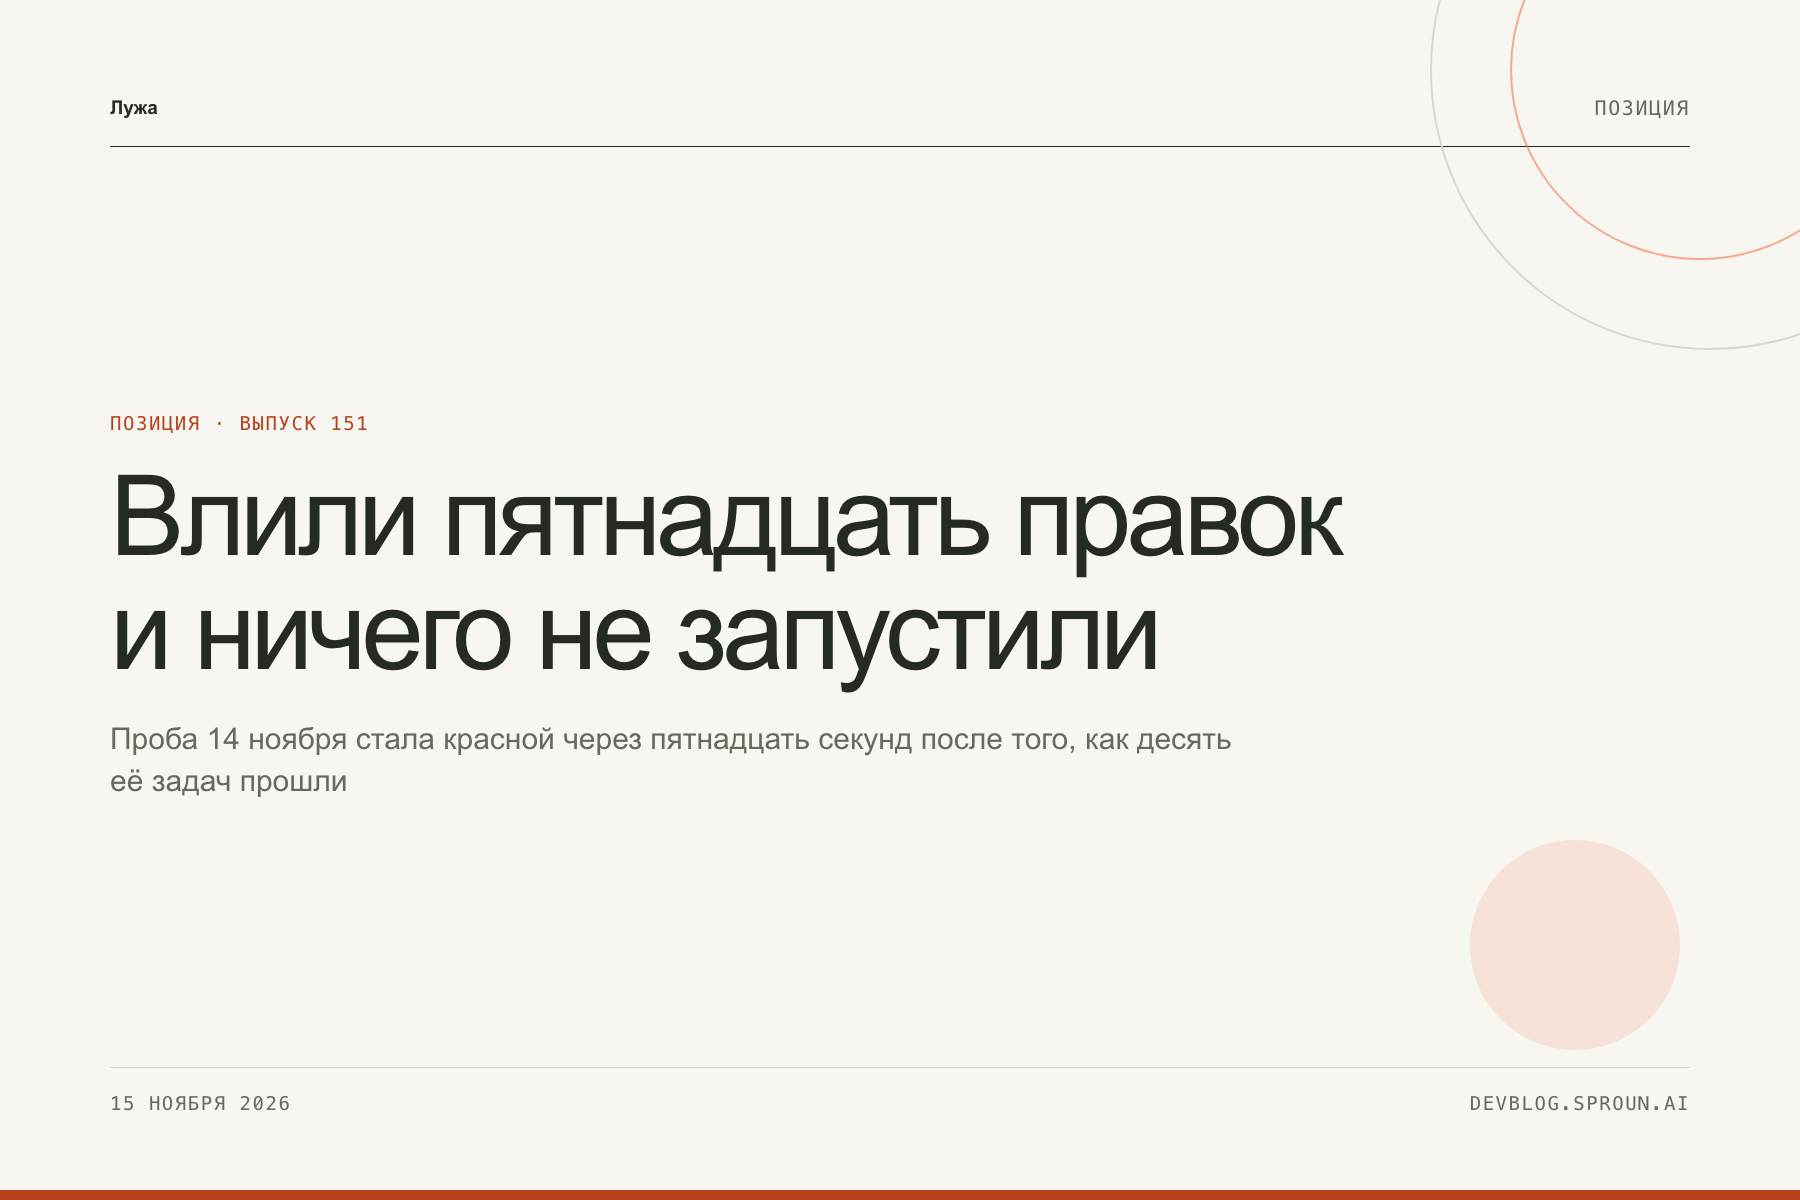 Лужа
ПОЗИЦИЯ
ПОЗИЦИЯ · ВЫПУСК 151
Влили пятнадцать правок
и ничего не запустили
Проба 14 ноября стала красной через пятнадцать секунд после того, как десять
её задач прошли
15 НОЯБРЯ 2026
DEVBLOG.SPROUN.AI